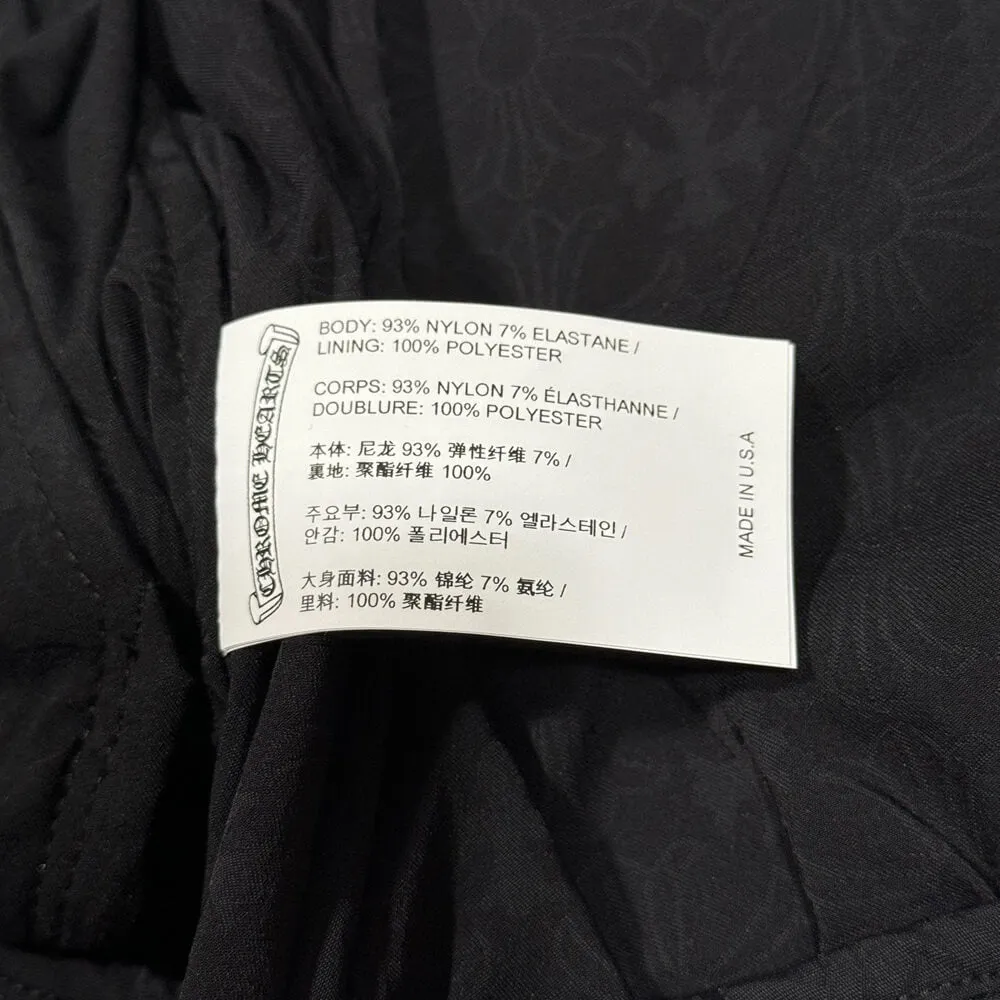 CHROME HEARTS
BODY: 93% NYLON 7% ELASTANE /
LINING: 100% POLYESTER
CORPS: 93% NYLON 7% ÉLASTHANNE /
DOUBLURE: 100% POLYESTER
本体: 尼龙 93% 弹性纤维 7% /
裏地: 聚酯纤维 100%
주요부: 93% 나일론 7% 엘라스테인 /
안감: 100% 폴리에스터
大身面料: 93% 锦纶 7% 氨纶 /
里料: 100% 聚酯纤维
MADE IN U.S.A